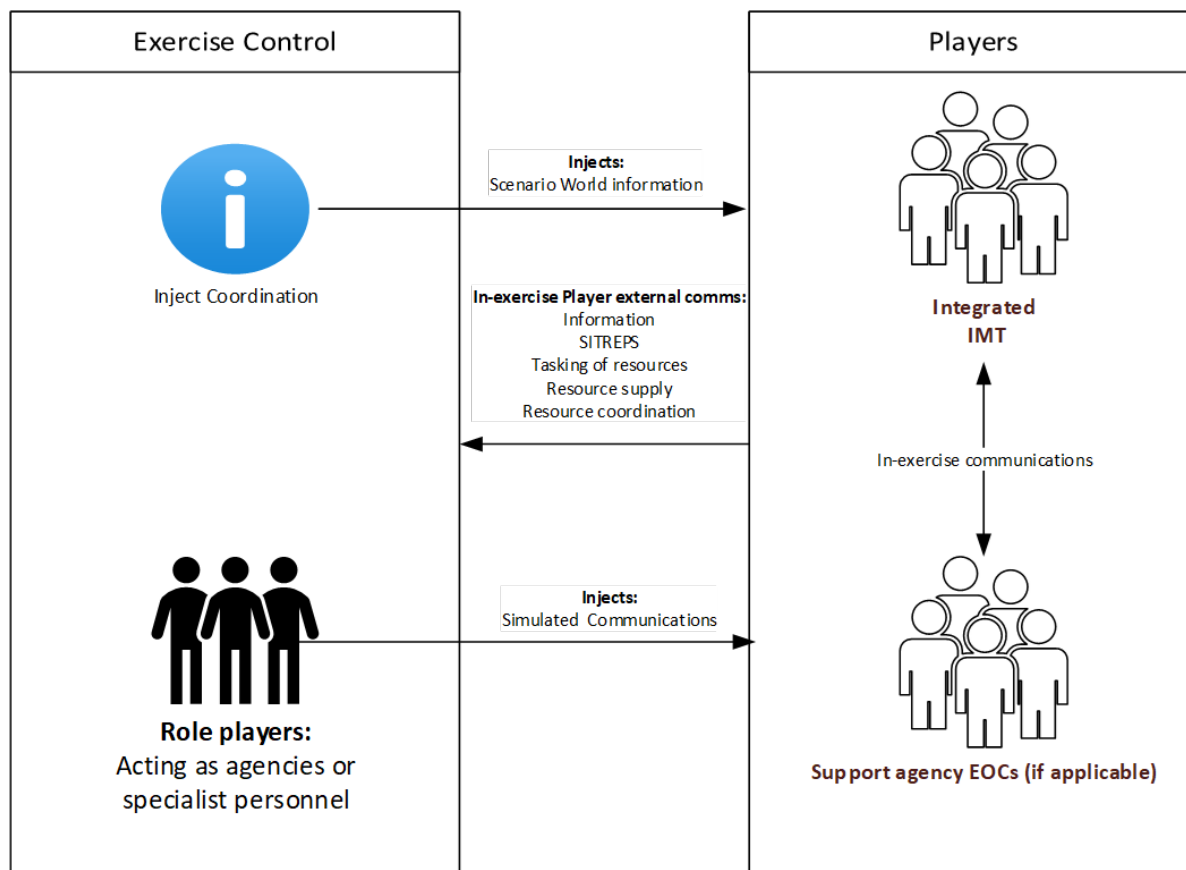 Exercise Control
Players
Injects:
Scenario World information
Inject Coordination
In-exercise Player external comms:
Information
SITREPS
Tasking of resources
Resource supply
Resource coordination
Integrated
IMT
In-exercise communications
Injects:
Simulated Communications
Role players:
Acting as agencies or
specialist personnel
Support agency EOCs (if applicable)